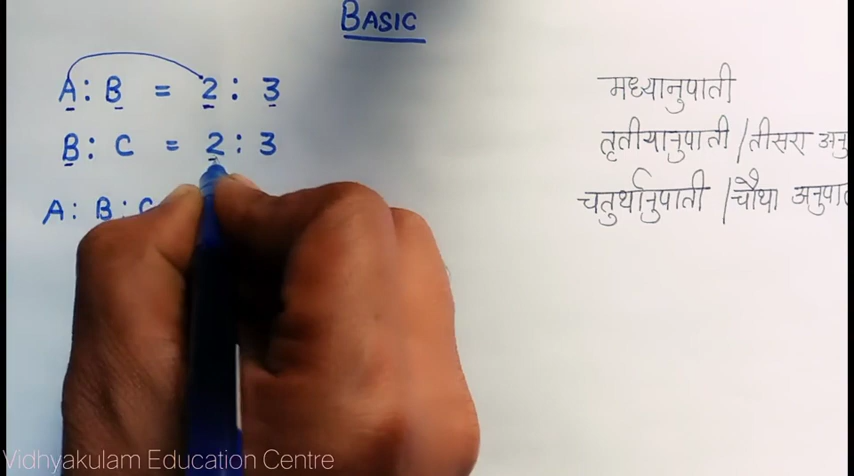 BASIC
A : B = 2 : 3
B : C = 2 : 3
A : B : C
मध्यानुपाती
तृतीयानुपाती / तीसरा
चतुर्थानुपाती / चौथा
Vidhyakulam Education Centre